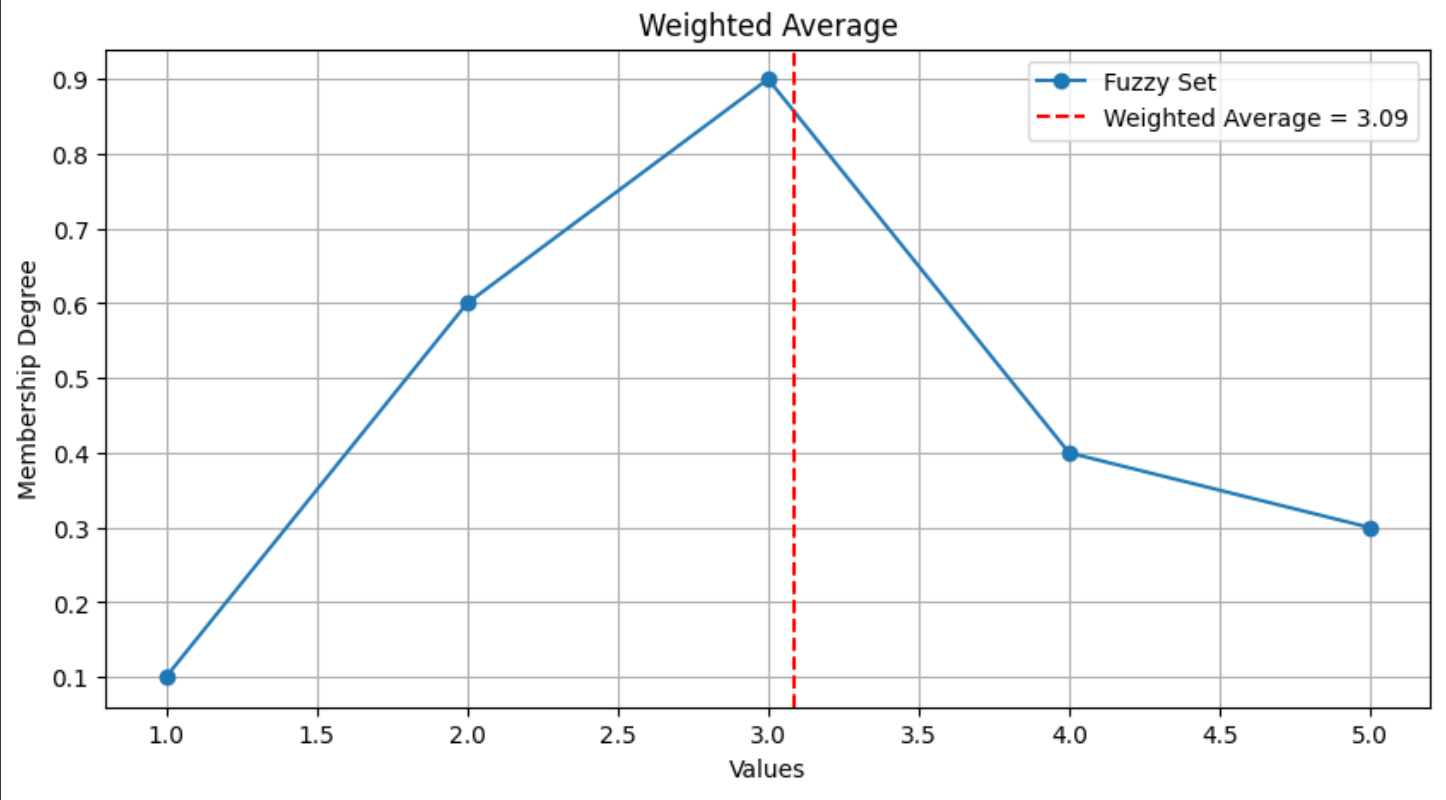 Weighted Average
Fuzzy Set
Weighted Average = 3.09
Membership Degree
0.9
0.8
0.7
0.6
0.5
0.4
0.3
0.2
0.1
1.0 1.5 2.0 2.5 3.0 3.5 4.0 4.5 5.0
Values